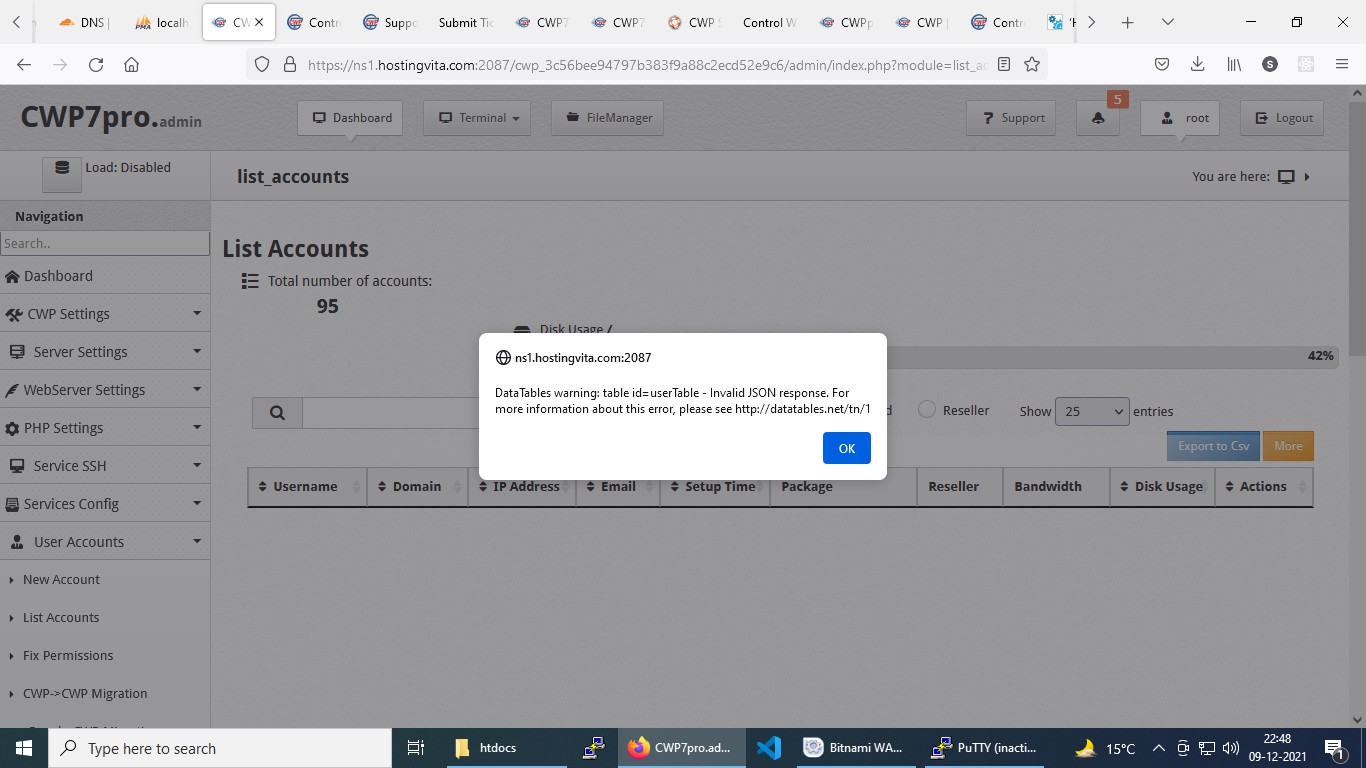 DNS |
localh
CW
Contr
Suppo
Submit Tic
CWP7
CWP7
CWP S
Control W
CWPp
CWP |
Contr
https://ns1.hostingvita.com:2087/cwp_3c56bee94797b383f9a88c2ecd52e9c6/admin/index.php?module=list_ac
CWP7pro.admin
Dashboard
Terminal
FileManager
Support
5
root
Logout
Load: Disabled
list_accounts
You are here:
Navigation
Search..
Dashboard
CWP Settings
Server Settings
WebServer Settings
PHP Settings
Service SSH
Services Config
User Accounts
New Account
List Accounts
Fix Permissions
CWP->CWP Migration
List Accounts
Total number of accounts:
95
Disk Usage /
42%
ns1.hostingvita.com:2087
DataTables warning: table id=userTable - Invalid JSON response. For
more information about this error, please see http://datatables.net/tn/1
OK
d
Reseller
Show 25 entries
Export to Csv
More
Username Domain IP Address Email Setup Time Package Reseller Bandwidth Disk Usage Actions
Type here to search
htdocs
CWP7pro.ad...
Bitnami WA...
PuTTY (inacti...
15°C
22:48
09-12-2021
1